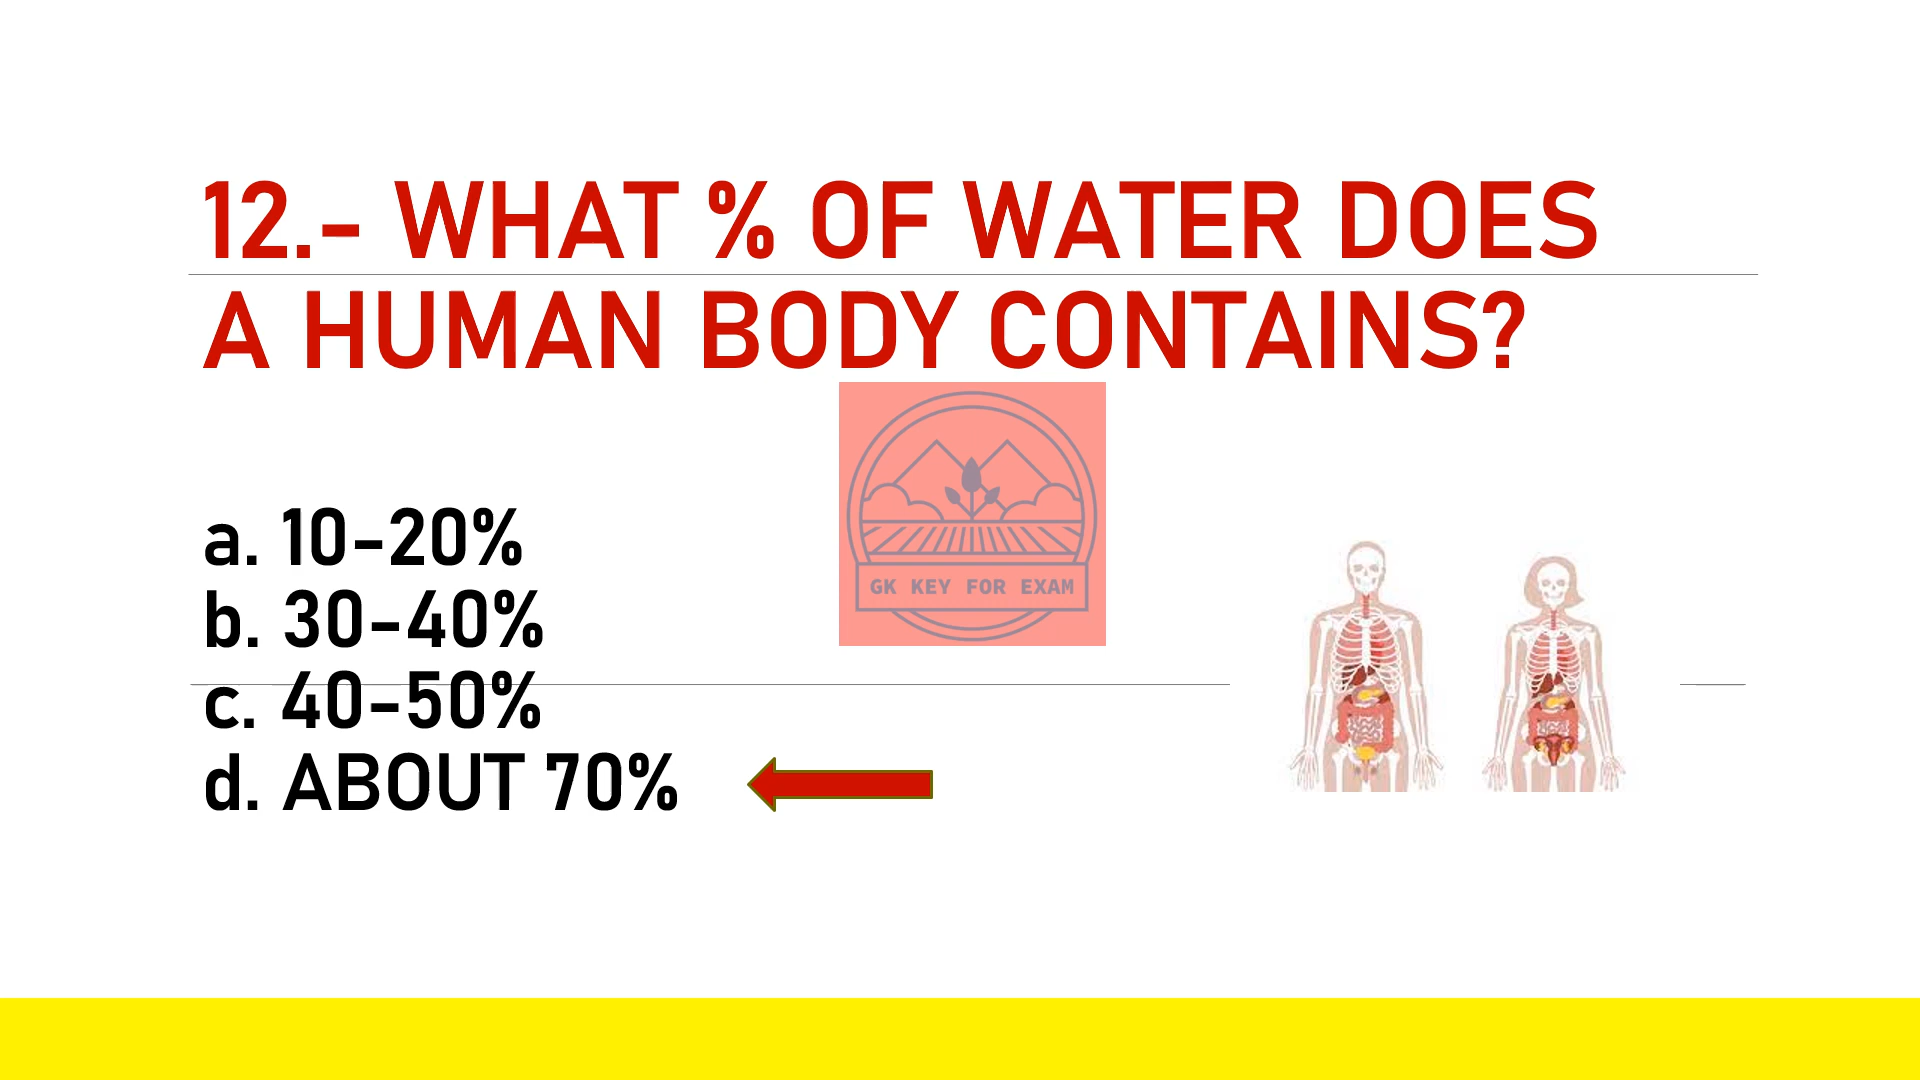 12.- WHAT % OF WATER DOES
A HUMAN BODY CONTAINS?
GK KEY FOR EXAM
a. 10-20%
b. 30-40%
c. 40-50%
d. ABOUT 70%